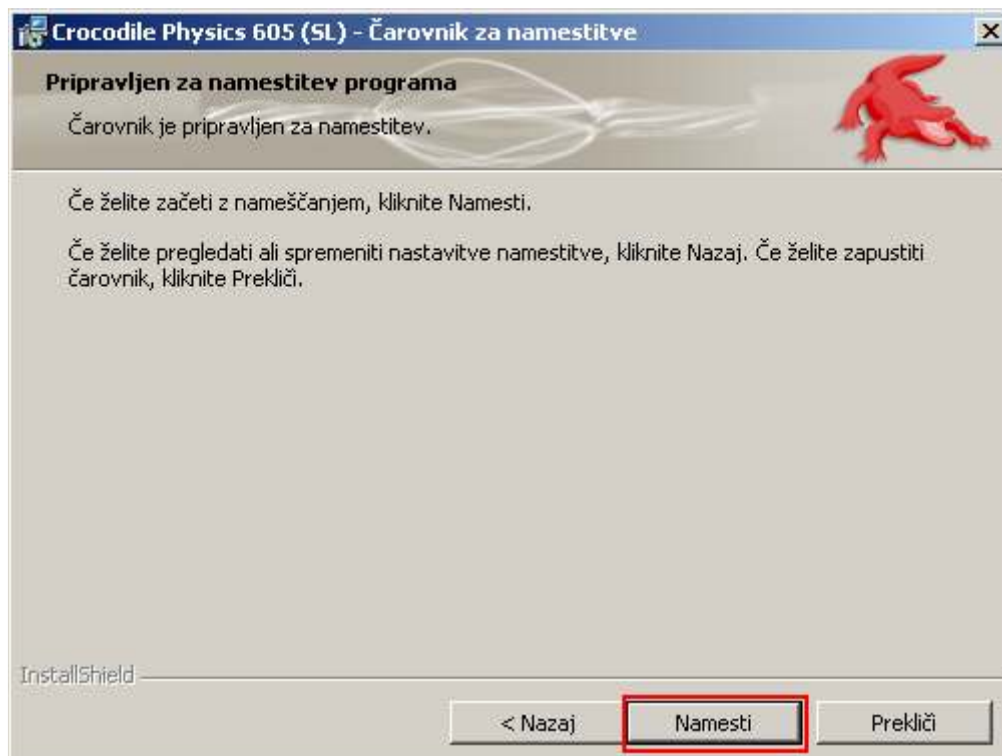 Crocodile Physics 605 (SL) - Čarovnik za namestitve
Pripravljen za namestitev programa
Čarovnik je pripravljen za namestitev.
Če želite začeti z nameščanjem, kliknite Namesti.
Če želite pregledati ali spremeniti nastavitve namestitve, kliknite Nazaj. Če želite zapustiti
čarovnik, kliknite Prekliči.
InstallShield
< Nazaj
Namesti
Prekliči